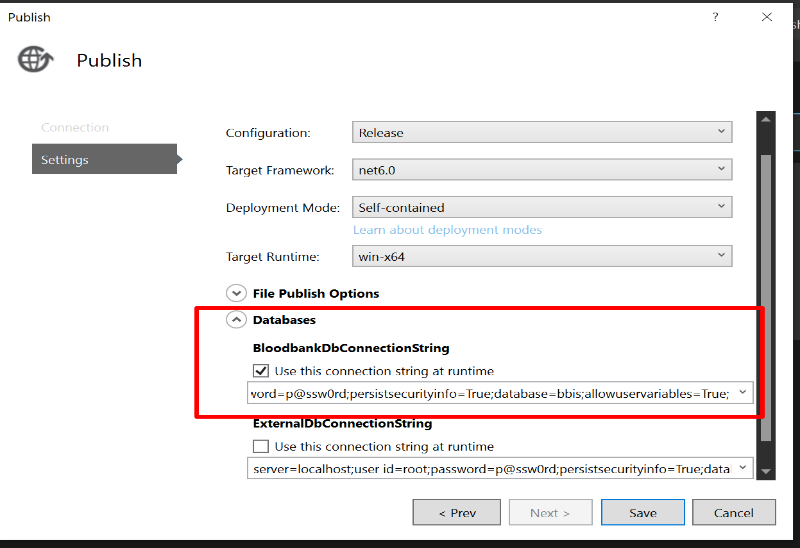 Publish
?
Publish
Connection
Settings
Configuration: Release
Target Framework: net6.0
Deployment Mode: Self-contained
Learn about deployment modes
Target Runtime: win-x64
File Publish Options
Databases
BloodbankDbConnectionString
Use this connection string at runtime
word=p@ssw0rd;persistsecurityinfo=True;database=bbis;allowuservariables=True;
ExternalDbConnectionString
Use this connection string at runtime
server=localhost;user id=root;password=p@ssw0rd;persistsecurityinfo=True;data
< Prev Next > Save Cancel